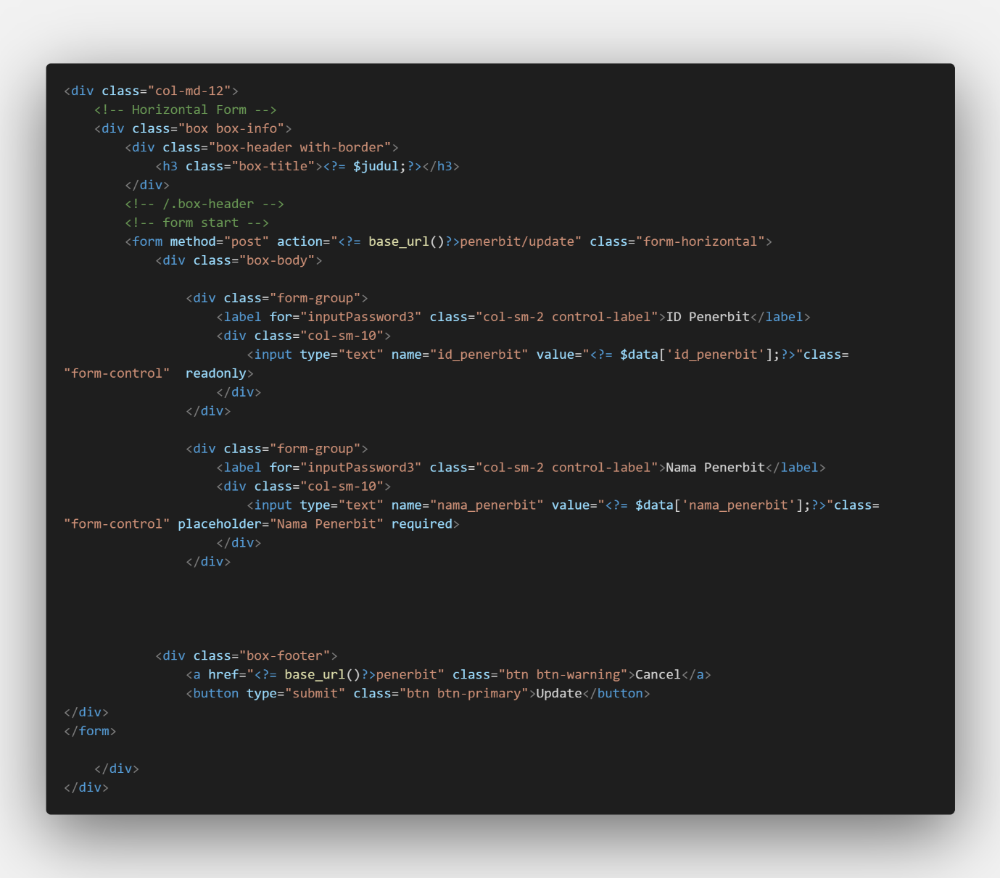 <div class="col-md-12">
    <!-- Horizontal Form -->
    <div class="box box-info">
        <div class="box-header with-border">
            <h3 class="box-title"><?= $judul;?></h3>
        </div>
        <!-- /.box-header -->
        <!-- form start -->
        <form method="post" action="<?= base_url()?>penerbit/update" class="form-horizontal">
            <div class="box-body">

                <div class="form-group">
                    <label for="inputPassword3" class="col-sm-2 control-label">ID Penerbit</label>
                    <div class="col-sm-10">
                        <input type="text" name="id_penerbit" value="<?= $data['id_penerbit'];?>"class=
"form-control"  readonly>
                    </div>
                </div>

                <div class="form-group">
                    <label for="inputPassword3" class="col-sm-2 control-label">Nama Penerbit</label>
                    <div class="col-sm-10">
                        <input type="text" name="nama_penerbit" value="<?= $data['nama_penerbit'];?>"class=
"form-control" placeholder="Nama Penerbit" required>
                    </div>
                </div>




            <div class="box-footer">
                <a href="<?= base_url()?>penerbit" class="btn btn-warning">Cancel</a>
                <button type="submit" class="btn btn-primary">Update</button>
</div>
</form>

    </div>
</div>